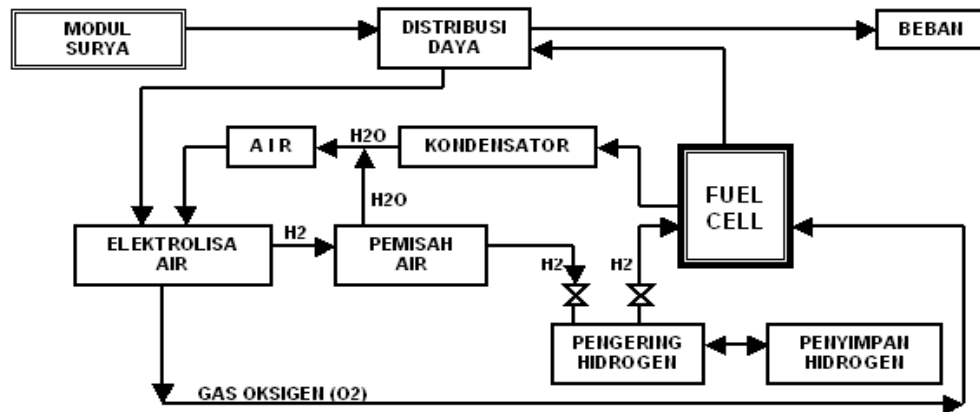 MODUL
SURYA
DISTRIBUSI
DAYA
BEBAN
A I R
H2O
KONDENSATOR
H2O
FUEL
CELL
ELEKTROLISA
AIR
H2
PEMISAH
AIR
H2
H2
PENGERING
HIDROGEN
PENYIMPAN
HIDROGEN
GAS OKSIGEN (O2)